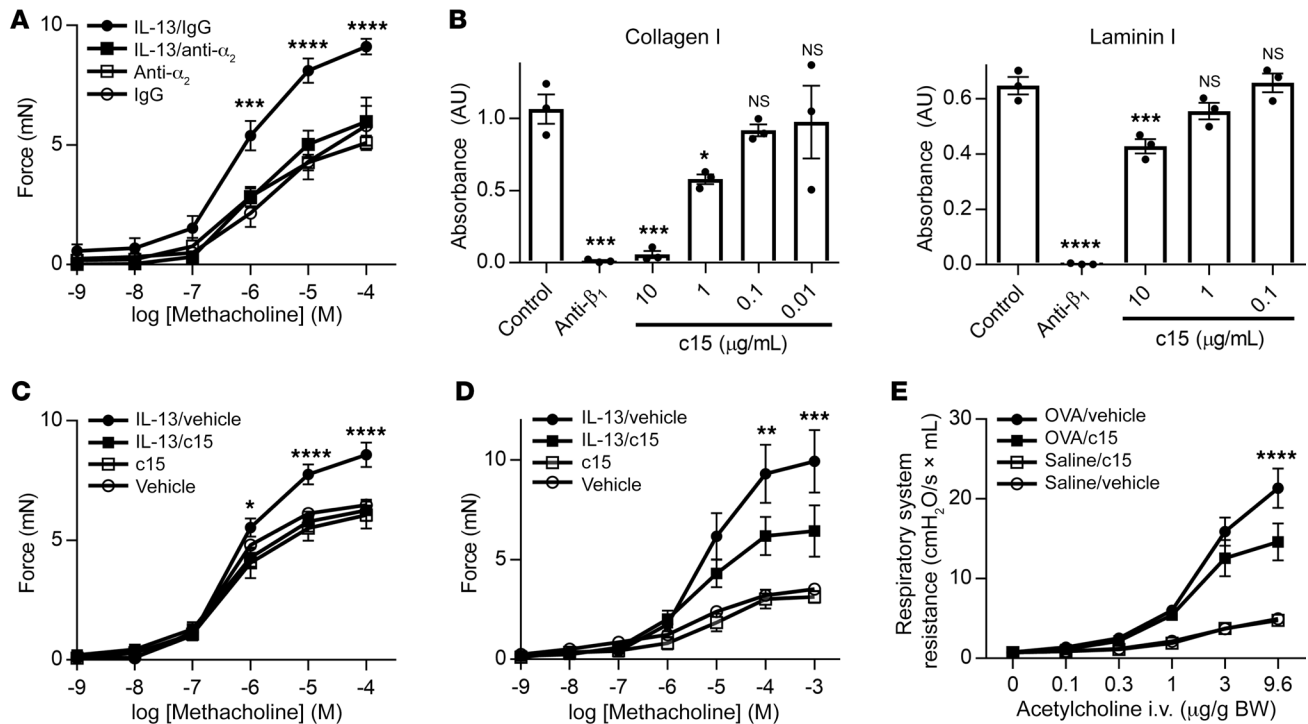 A
IL-13/IgG
IL-13/anti-α2
Anti-α2
IgG
***
****
****
10
5
0
Force (mN)
-9 -8 -7 -6 -5 -4
log [Methacholine] (M)
B
Collagen I
Absorbance (AU)
1.0
0.5
0.0
***
***
*
NS
NS
Control
Anti-β1
10
1
0.1
0.01
c15 (μg/mL)
Laminin I
Absorbance (AU)
0.6
0.4
0.2
0.0
****
***
NS
NS
Control
Anti-β1
10
1
0.1
c15 (μg/mL)
C
IL-13/vehicle
IL-13/c15
c15
Vehicle
*
****
****
10
5
0
Force (mN)
-9 -8 -7 -6 -5 -4
log [Methacholine] (M)
D
IL-13/vehicle
IL-13/c15
c15
Vehicle
**
***
10
5
0
Force (mN)
-9 -8 -7 -6 -5 -4 -3
log [Methacholine] (M)
E
OVA/vehicle
OVA/c15
Saline/c15
Saline/vehicle
****
30
20
10
0
Respiratory system
resistance (cmH2O/s × mL)
0 0.1 0.3 1 3 9.6
Acetylcholine i.v. (μg/g BW)